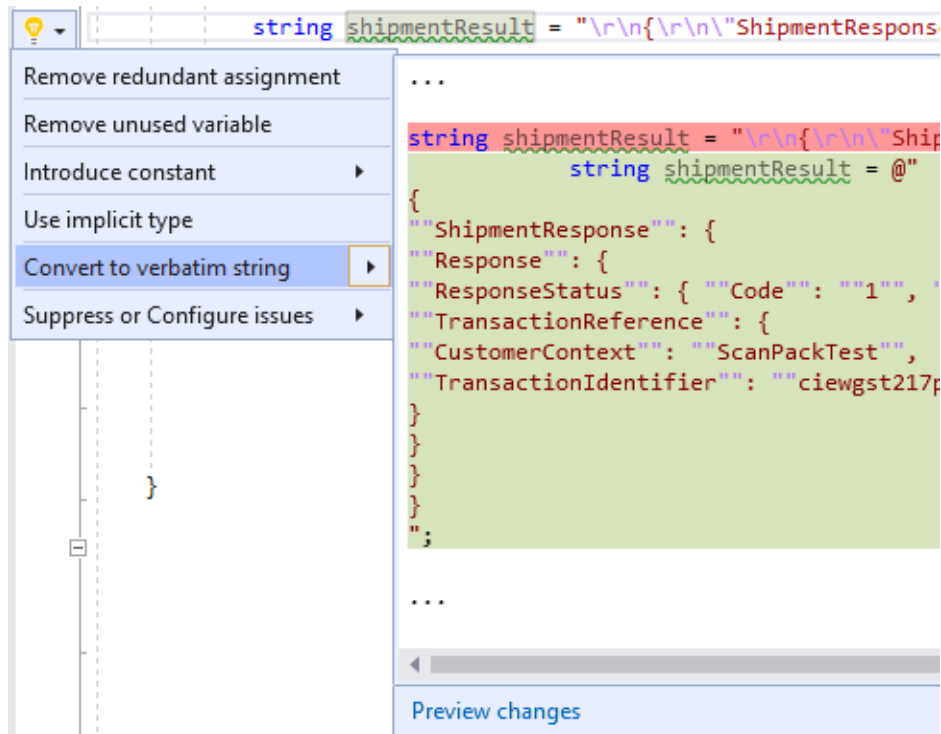 string shipmentResult = "\r\n{\r\n\"ShipmentRespons
Remove redundant assignment
Remove unused variable
Introduce constant
Use implicit type
Convert to verbatim string
Suppress or Configure issues
...
string shipmentResult = "\r\n{\r\n\"Ship
string shipmentResult = @"
{
""ShipmentResponse"": {
""Response"": {
""ResponseStatus"": { ""Code"": ""1"", "
""TransactionReference"": {
""CustomerContext"": ""ScanPackTest"",
""TransactionIdentifier"": ""ciewgst217p
}
}
}
}
";
...
Preview changes
}